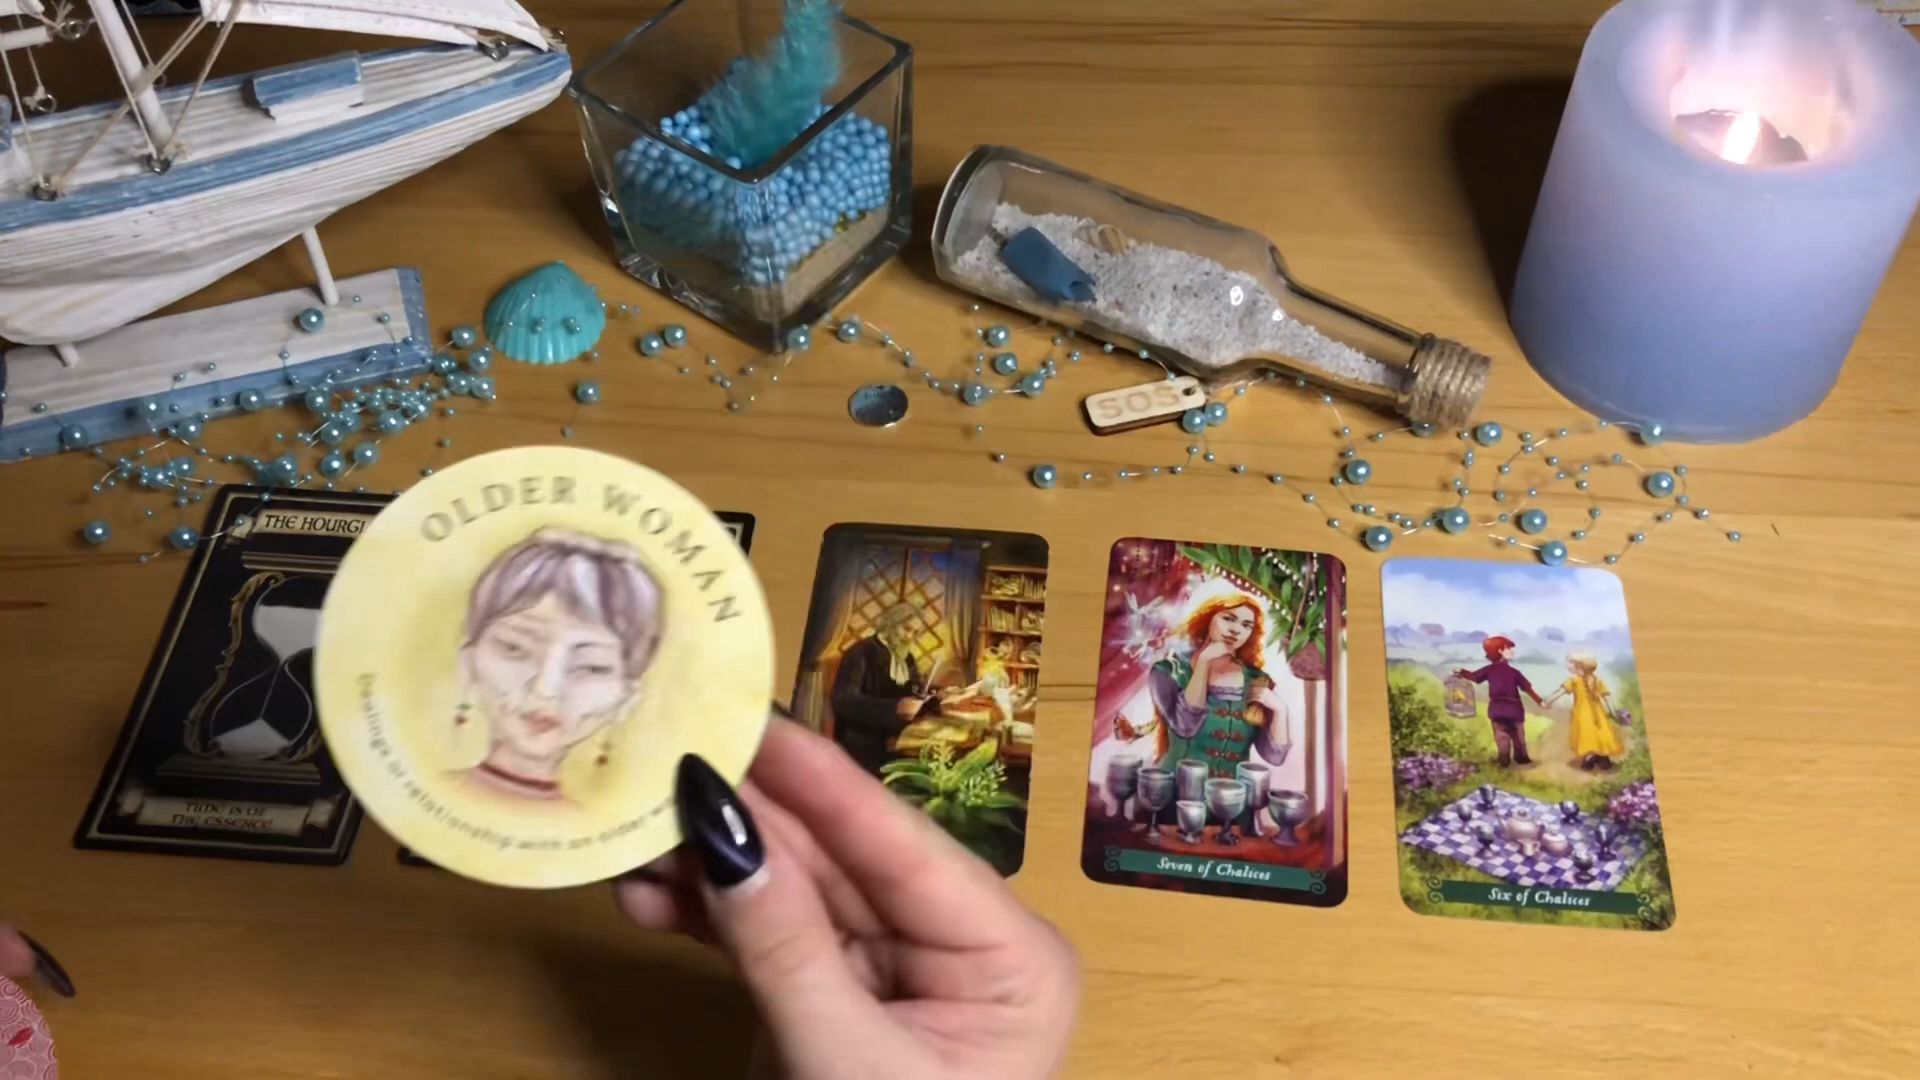 SOS
OLDER WOMAN
Dealings or relationship with an older
THE HOURGL
TIME IS OF
THE ESSENCE
Seven of Chalices
Six of Chalices